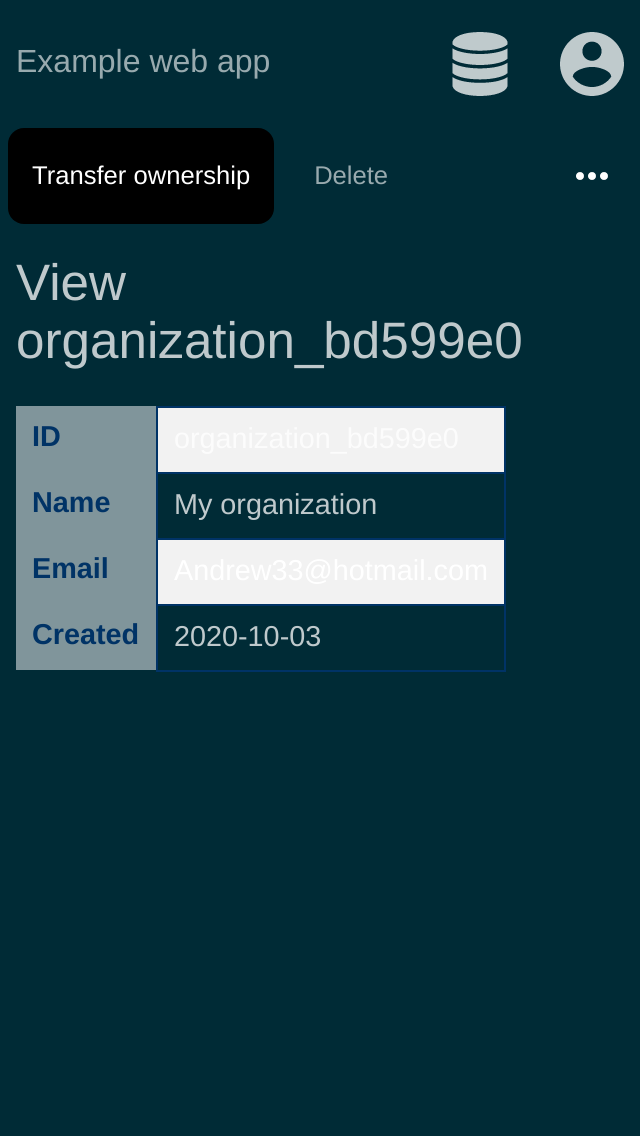 Example web app
Transfer ownership Delete
View
organization_bd599e0
ID organization_bd599e0
Name My organization
Email Andrew33@hotmail.com
Created 2020-10-03